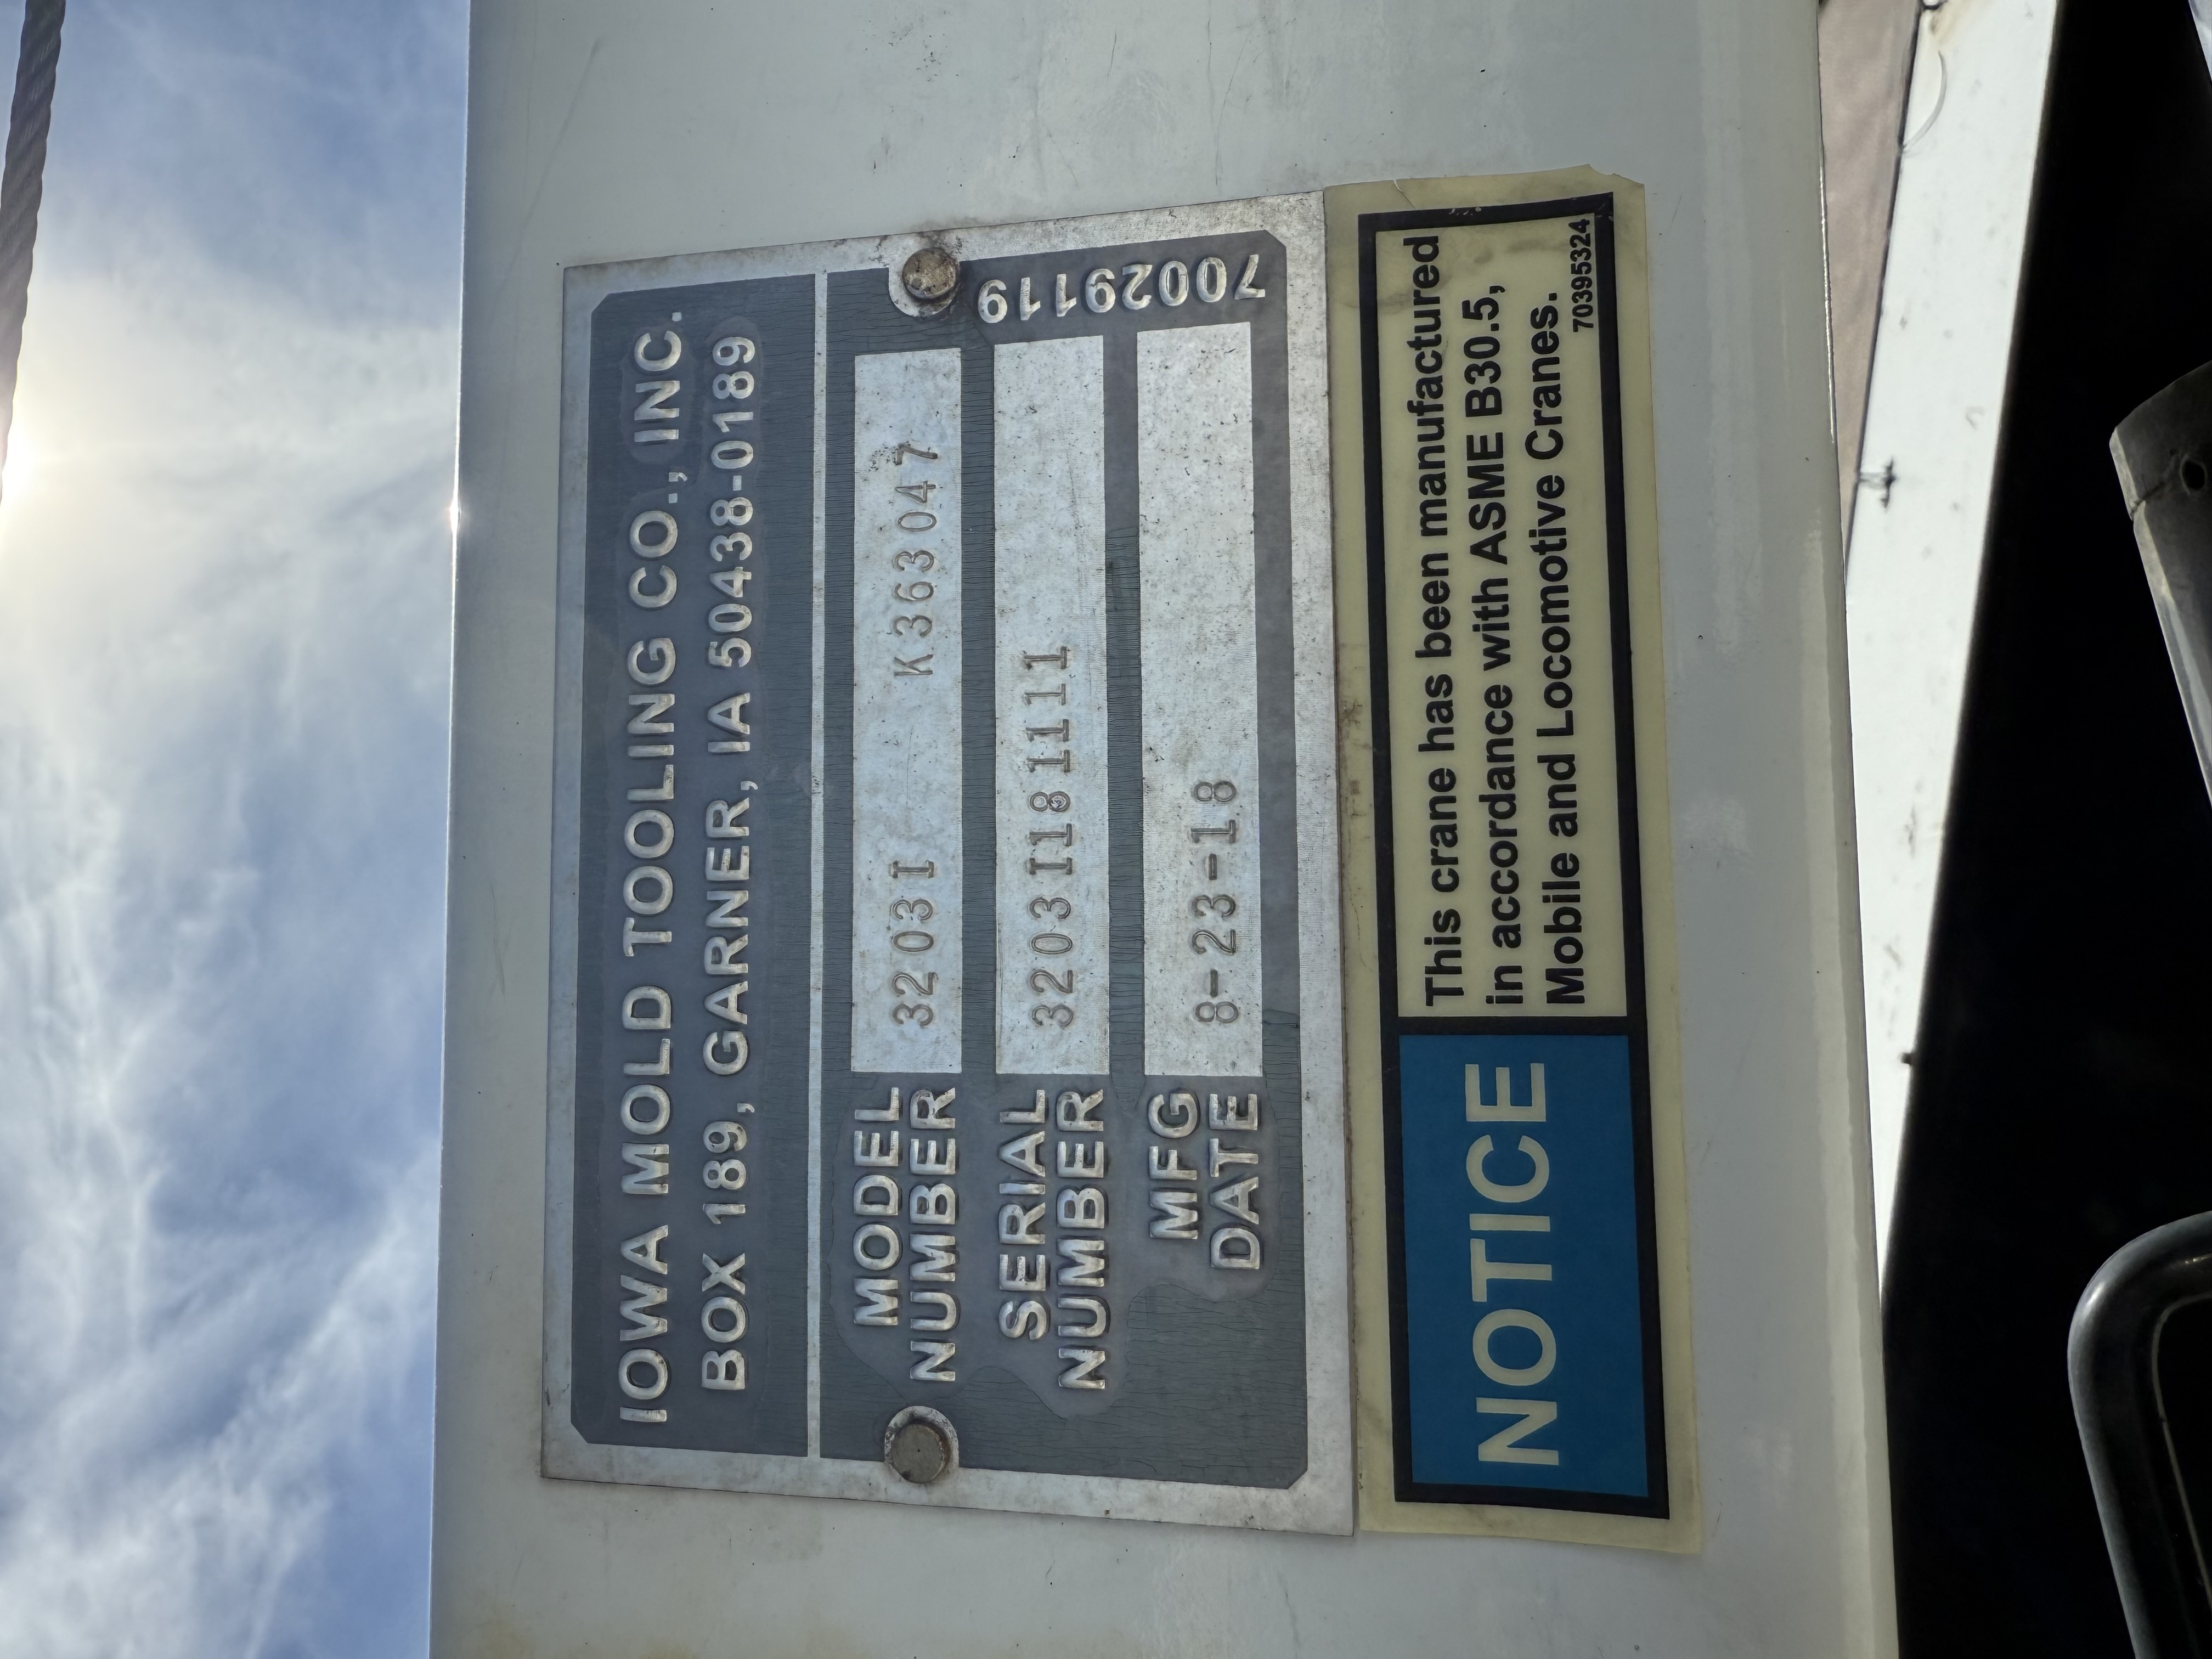 IOWA MOLD TOOLING CO., INC.
BOX 189, GARNER, IA 50438-0189
MODEL
NUMBER
3203I K363047
SERIAL
NUMBER
3203I181111
MFG
DATE
8-23-18
70029119
NOTICE
This crane has been manufactured
in accordance with ASME B30.5,
Mobile and Locomotive Cranes.
70395324